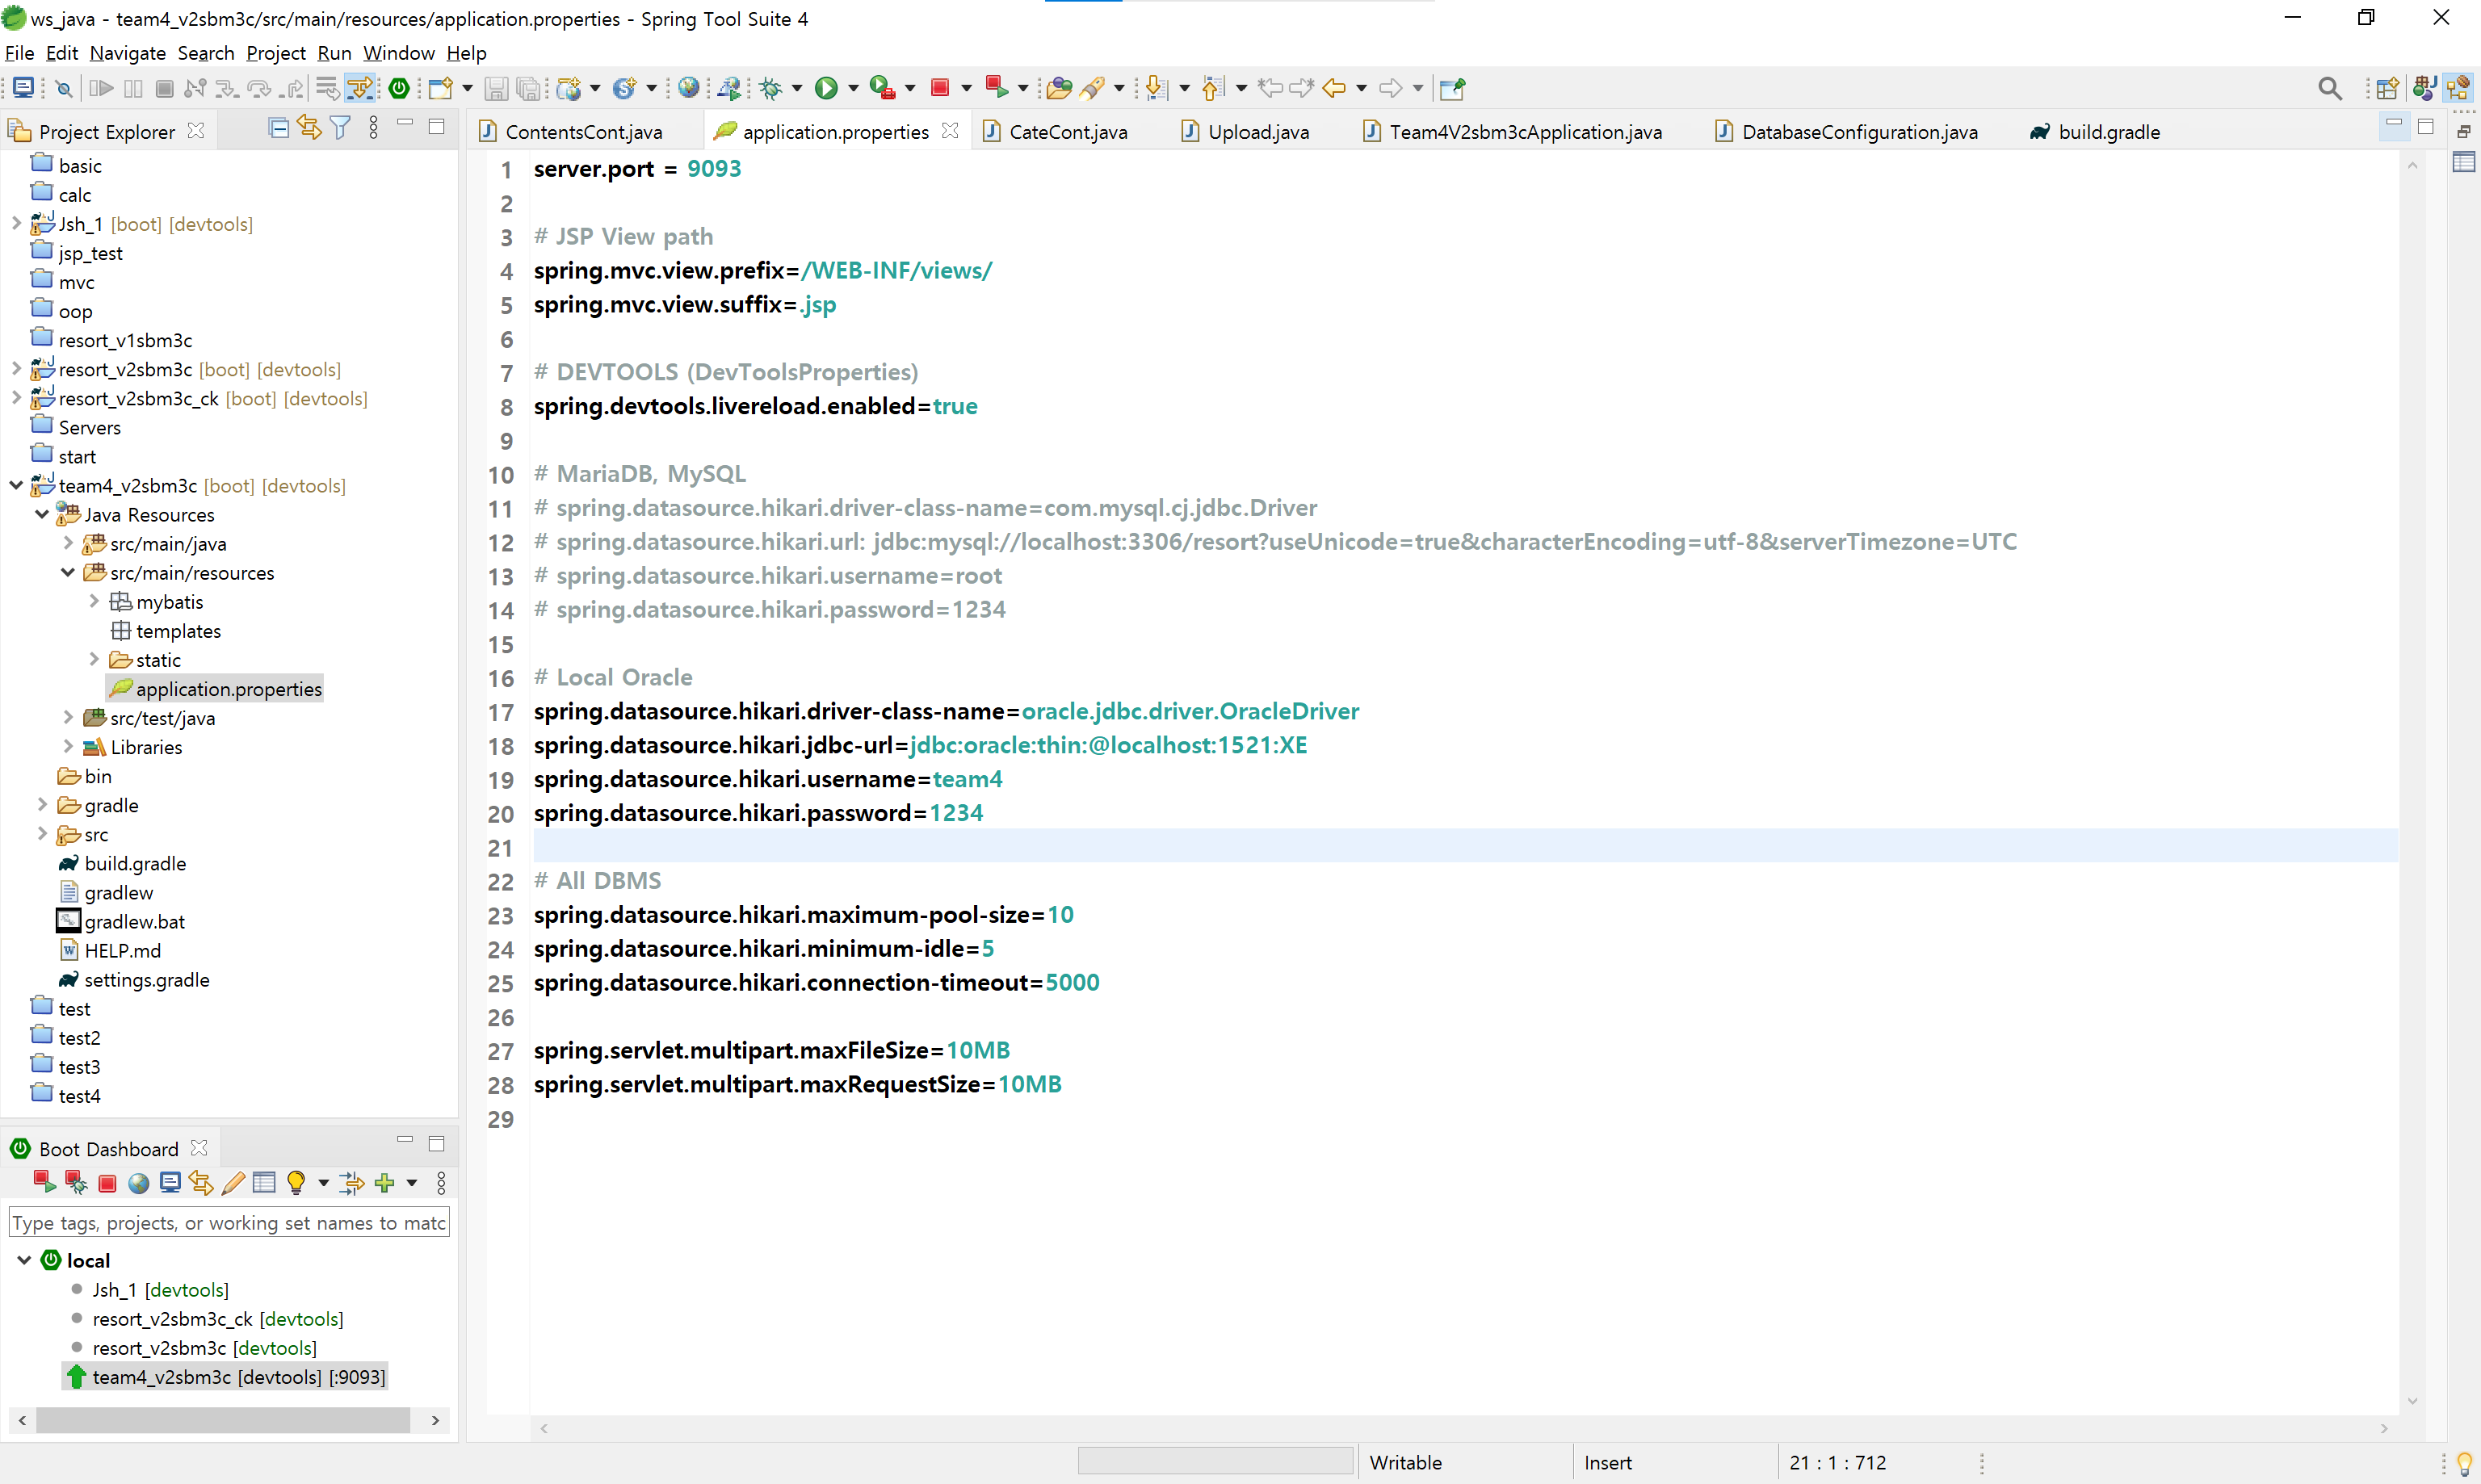 ws_java - team4_v2sbm3c/src/main/resources/application.properties - Spring Tool Suite 4
File Edit Navigate Search Project Run Window Help
Project Explorer
basic
calc
Jsh_1 [boot] [devtools]
jsp_test
mvc
oop
resort_v1sbm3c
resort_v2sbm3c [boot] [devtools]
resort_v2sbm3c_ck [boot] [devtools]
Servers
start
team4_v2sbm3c [boot] [devtools]
Java Resources
src/main/java
src/main/resources
mybatis
templates
static
application.properties
src/test/java
Libraries
bin
gradle
src
build.gradle
gradlew
gradlew.bat
HELP.md
settings.gradle
test
test2
test3
test4
Boot Dashboard
Type tags, projects, or working set names to matc
local
Jsh_1 [devtools]
resort_v2sbm3c_ck [devtools]
resort_v2sbm3c [devtools]
team4_v2sbm3c [devtools] [:9093]
ContentsCont.java application.properties CateCont.java Upload.java Team4V2sbm3cApplication.java DatabaseConfiguration.java build.gradle
1 server.port = 9093
2
3 # JSP View path
4 spring.mvc.view.prefix=/WEB-INF/views/
5 spring.mvc.view.suffix=.jsp
6
7 # DEVTOOLS (DevToolsProperties)
8 spring.devtools.livereload.enabled=true
9
10 # MariaDB, MySQL
11 # spring.datasource.hikari.driver-class-name=com.mysql.cj.jdbc.Driver
12 # spring.datasource.hikari.url: jdbc:mysql://localhost:3306/resort?useUnicode=true&characterEncoding=utf-8&serverTimezone=UTC
13 # spring.datasource.hikari.username=root
14 # spring.datasource.hikari.password=1234
15
16 # Local Oracle
17 spring.datasource.hikari.driver-class-name=oracle.jdbc.driver.OracleDriver
18 spring.datasource.hikari.jdbc-url=jdbc:oracle:thin:@localhost:1521:XE
19 spring.datasource.hikari.username=team4
20 spring.datasource.hikari.password=1234
21
22 # All DBMS
23 spring.datasource.hikari.maximum-pool-size=10
24 spring.datasource.hikari.minimum-idle=5
25 spring.datasource.hikari.connection-timeout=5000
26
27 spring.servlet.multipart.maxFileSize=10MB
28 spring.servlet.multipart.maxRequestSize=10MB
29
Writable Insert 21 : 1 : 712